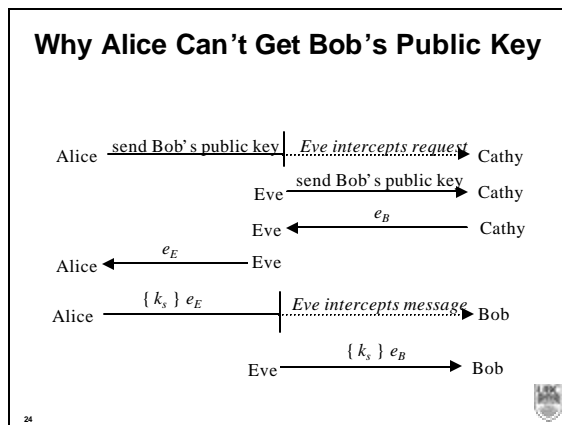 Why Alice Can't Get Bob's Public Key
Alice send Bob's public key Eve intercepts request Cathy
Eve send Bob's public key Cathy
Eve e_B Cathy
Alice e_E Eve
Alice { k_s } e_E Eve intercepts message Bob
Eve { k_s } e_B Bob
24
UBC